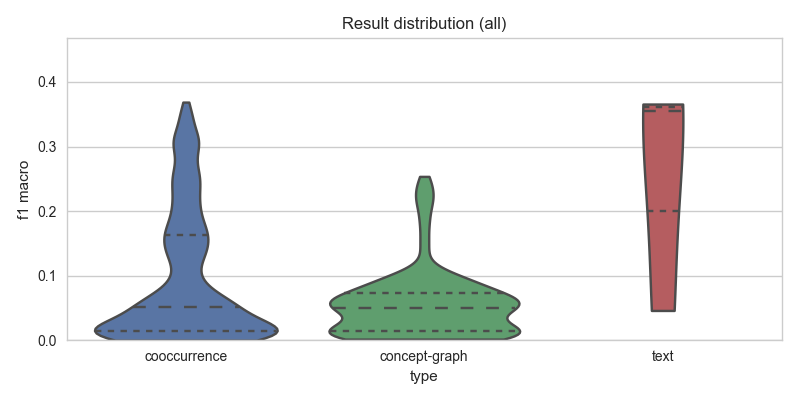 Result distribution (all)
f1 macro
0.4
0.3
0.2
0.1
0.0
cooccurrence concept-graph text
type